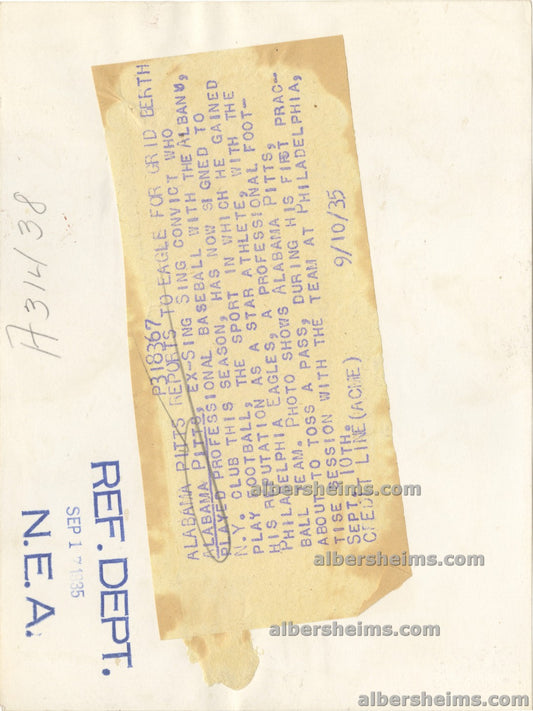 A314/38
P318367
ALABAMA PITTS REPORTS TO EAGLE FOR GRID BERTH
ALABAMA PITTS, EX-SING SING CONVICT WHO
PLAYED PROFESSIONAL BASEBALL WITH THE ALBANY,
N.Y. CLUB THIS SEASON, HAS NOW SIGNED TO
PLAY FOOTBALL, THE SPORT IN WHICH HE GAINED
HIS REPUTATION AS A STAR ATHLETE, WITH THE
PHILADELPHIA EAGLES, A PROFESSIONAL FOOT-
BALL TEAM. PHOTO SHOWS ALABAMA PITTS,
ABOUT TO TOSS A PASS, DURING HIS FIRST PRAC-
TISE SESSION WITH THE TEAM AT PHILADELPHIA,
SEPT. 10TH.
CREDIT LINE (ACME) 9/10/35
REF. DEPT.
SEP 17 1935
N.E.A.
albersheims.com
albersheims.com
albersheims.com
albersheims.com